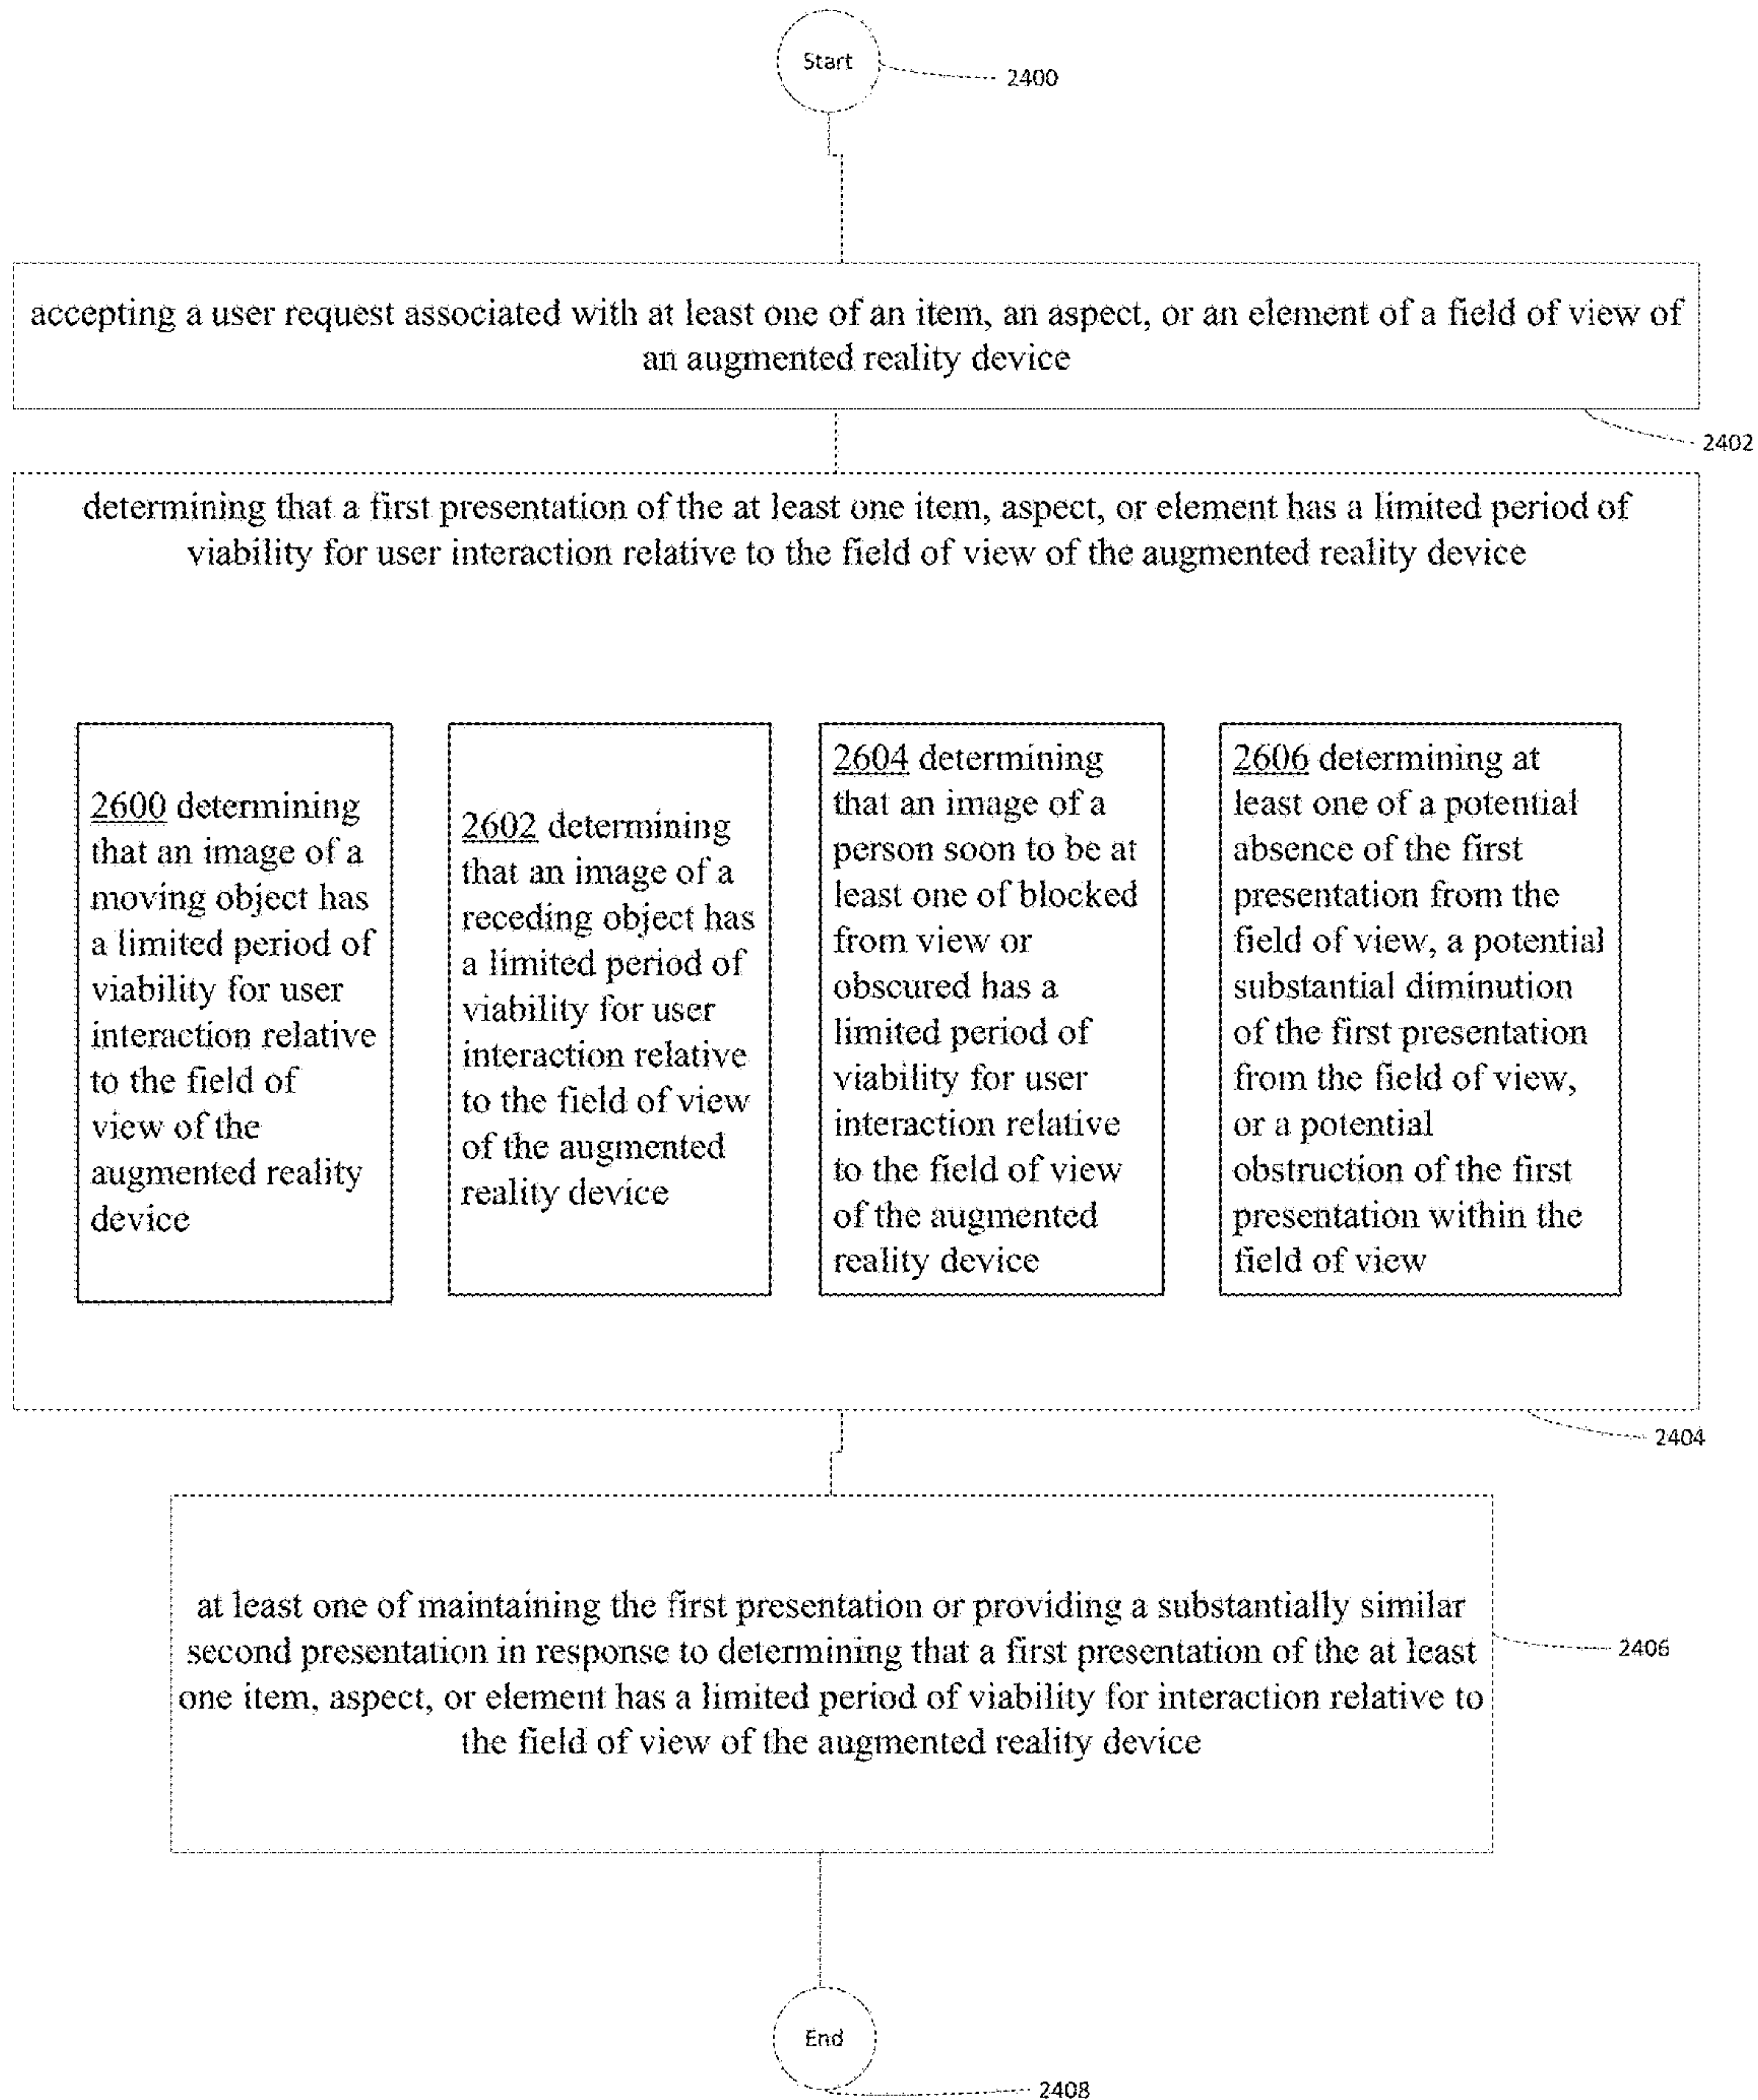 Start
2400
accepting a user request associated with at least one of an item, an aspect, or an element of a field of view of
an augmented reality device
2402
determining that a first presentation of the at least one item, aspect, or element has a limited period of
viability for user interaction relative to the field of view of the augmented reality device
2600 determining
that an image of a
moving object has
a limited period of
viability for user
interaction relative
to the field of
view of the
augmented reality
device
2602 determining
that an image of a
receding object has
a limited period of
viability for user
interaction relative
to the field of view
of the augmented
reality device
2604 determining
that an image of a
person soon to be at
least one of blocked
from view or
obscured has a
limited period of
viability for user
interaction relative
to the field of view
of the augmented
reality device
2606 determining at
least one of a potential
absence of the first
presentation from the
field of view, a potential
substantial diminution
of the first presentation
from the field of view,
or a potential
obstruction of the first
presentation within the
field of view
2404
at least one of maintaining the first presentation or providing a substantially similar
second presentation in response to determining that a first presentation of the at least
one item, aspect, or element has a limited period of viability for interaction relative to
the field of view of the augmented reality device
2406
End
2408